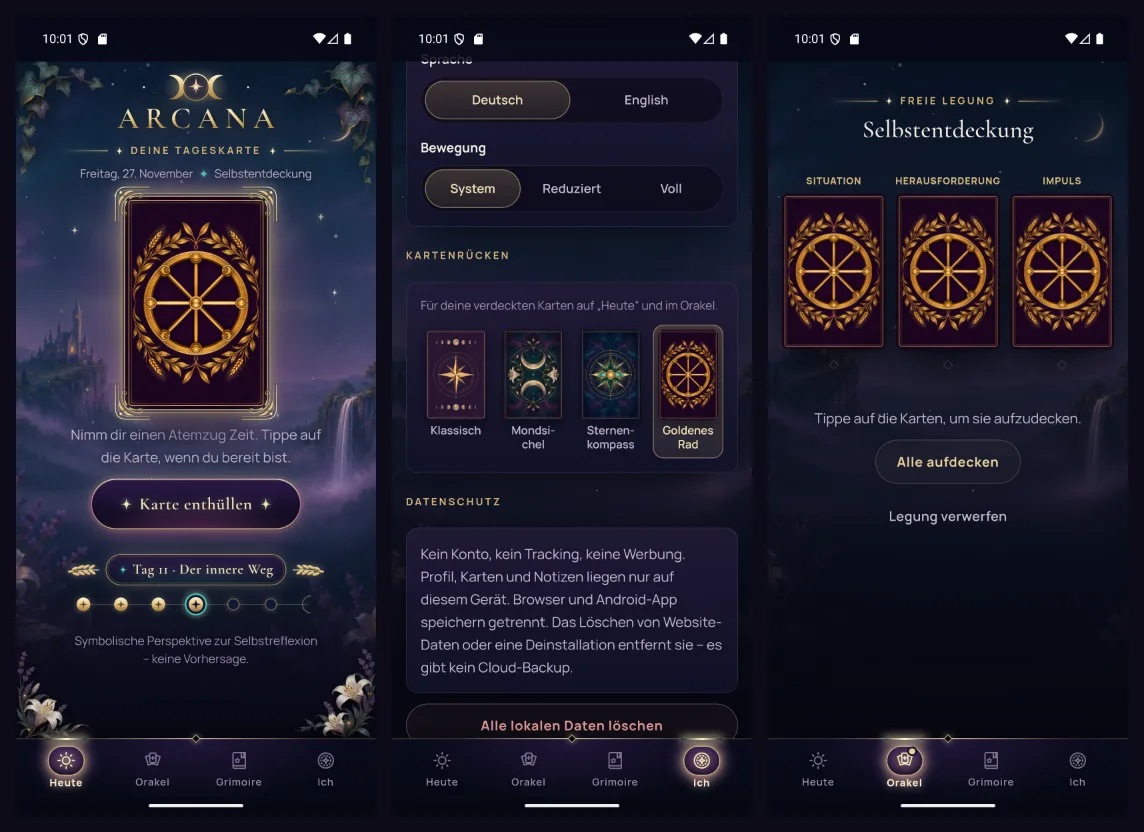 10:01
ARCANA
DEINE TAGESKARTE
Freitag, 27. November ✦ Selbstentdeckung
Nimm dir einen Atemzug Zeit. Tippe auf
die Karte, wenn du bereit bist.
Karte enthüllen
Tag 11 · Der innere Weg
Symbolische Perspektive zur Selbstreflexion
– keine Vorhersage.
Heute
Orakel
Grimoire
Ich
10:01
Sprache
Deutsch
English
Bewegung
System
Reduziert
Voll
KARTENRÜCKEN
Für deine verdeckten Karten auf „Heute“ und im Orakel.
Klassisch
Mondsi-
chel
Sternen-
kompass
Goldenes
Rad
DATENSCHUTZ
Kein Konto, kein Tracking, keine Werbung.
Profil, Karten und Notizen liegen nur auf
diesem Gerät. Browser und Android-App
speichern getrennt. Das Löschen von Website-
Daten oder eine Deinstallation entfernt sie – es
gibt kein Cloud-Backup.
Alle lokalen Daten löschen
Heute
Orakel
Grimoire
Ich
10:01
FREIE LEGUNG
Selbstentdeckung
SITUATION
HERAUSFORDERUNG
IMPULS
Tippe auf die Karten, um sie aufzudecken.
Alle aufdecken
Legung verwerfen
Heute
Orakel
Grimoire
Ich